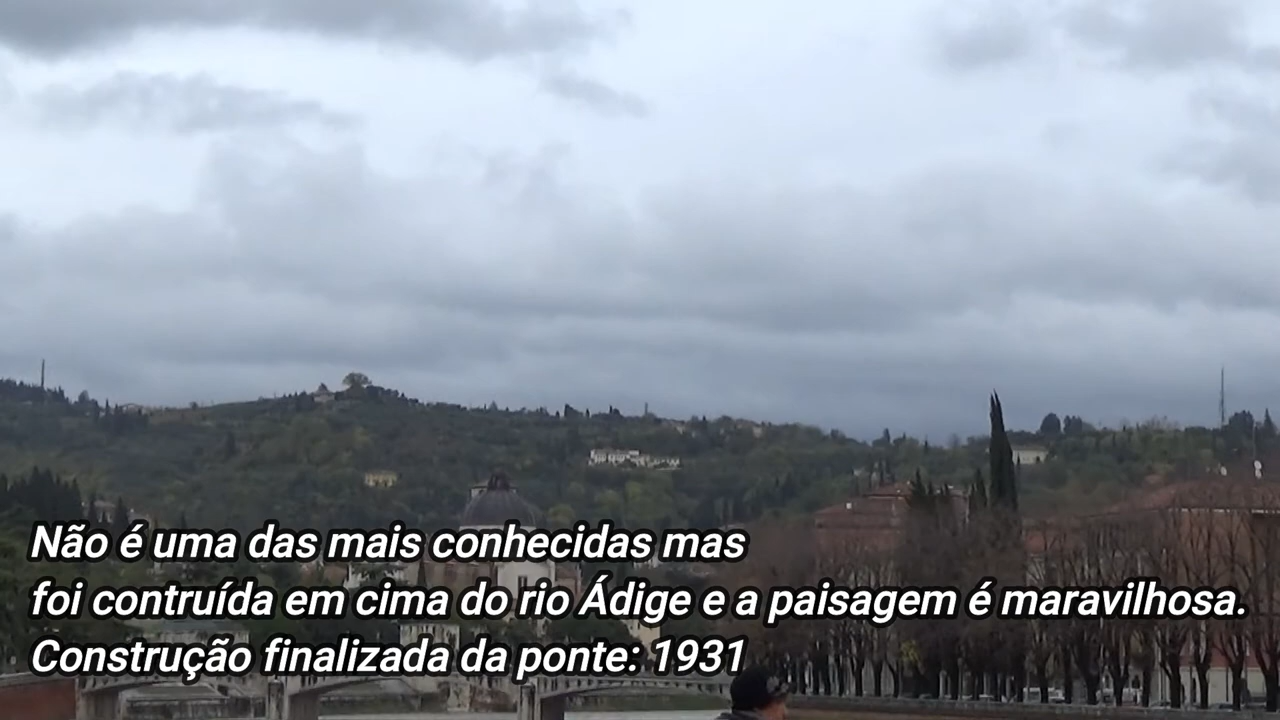 Não é uma das mais conhecidas mas
foi contruída em cima do rio Ádige e a paisagem é maravilhosa.
Construção finalizada da ponte: 1931